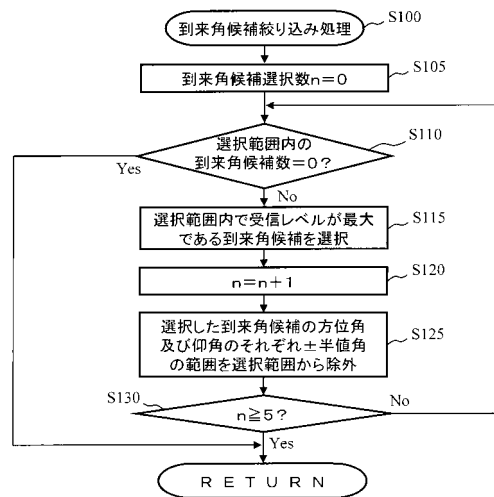 到来角候補絞り込み処理
S100
到来角候補選択数n=0
S105
選択範囲内の
到来角候補数=0?
S110
Yes
No
選択範囲内で受信レベルが最大
である到来角候補を選択
S115
n=n+1
S120
選択した到来角候補の方位角
及び仰角のそれぞれ±半値角
の範囲を選択範囲から除外
S125
S130
n≧5?
No
Yes
RETURN